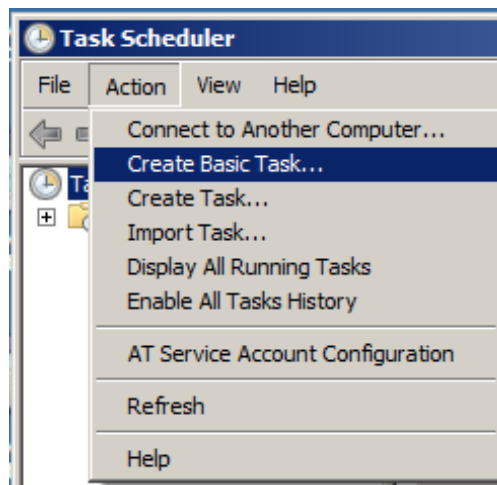 Task Scheduler
File Action View Help
Connect to Another Computer...
Create Basic Task...
Create Task...
Import Task...
Display All Running Tasks
Enable All Tasks History
AT Service Account Configuration
Refresh
Help